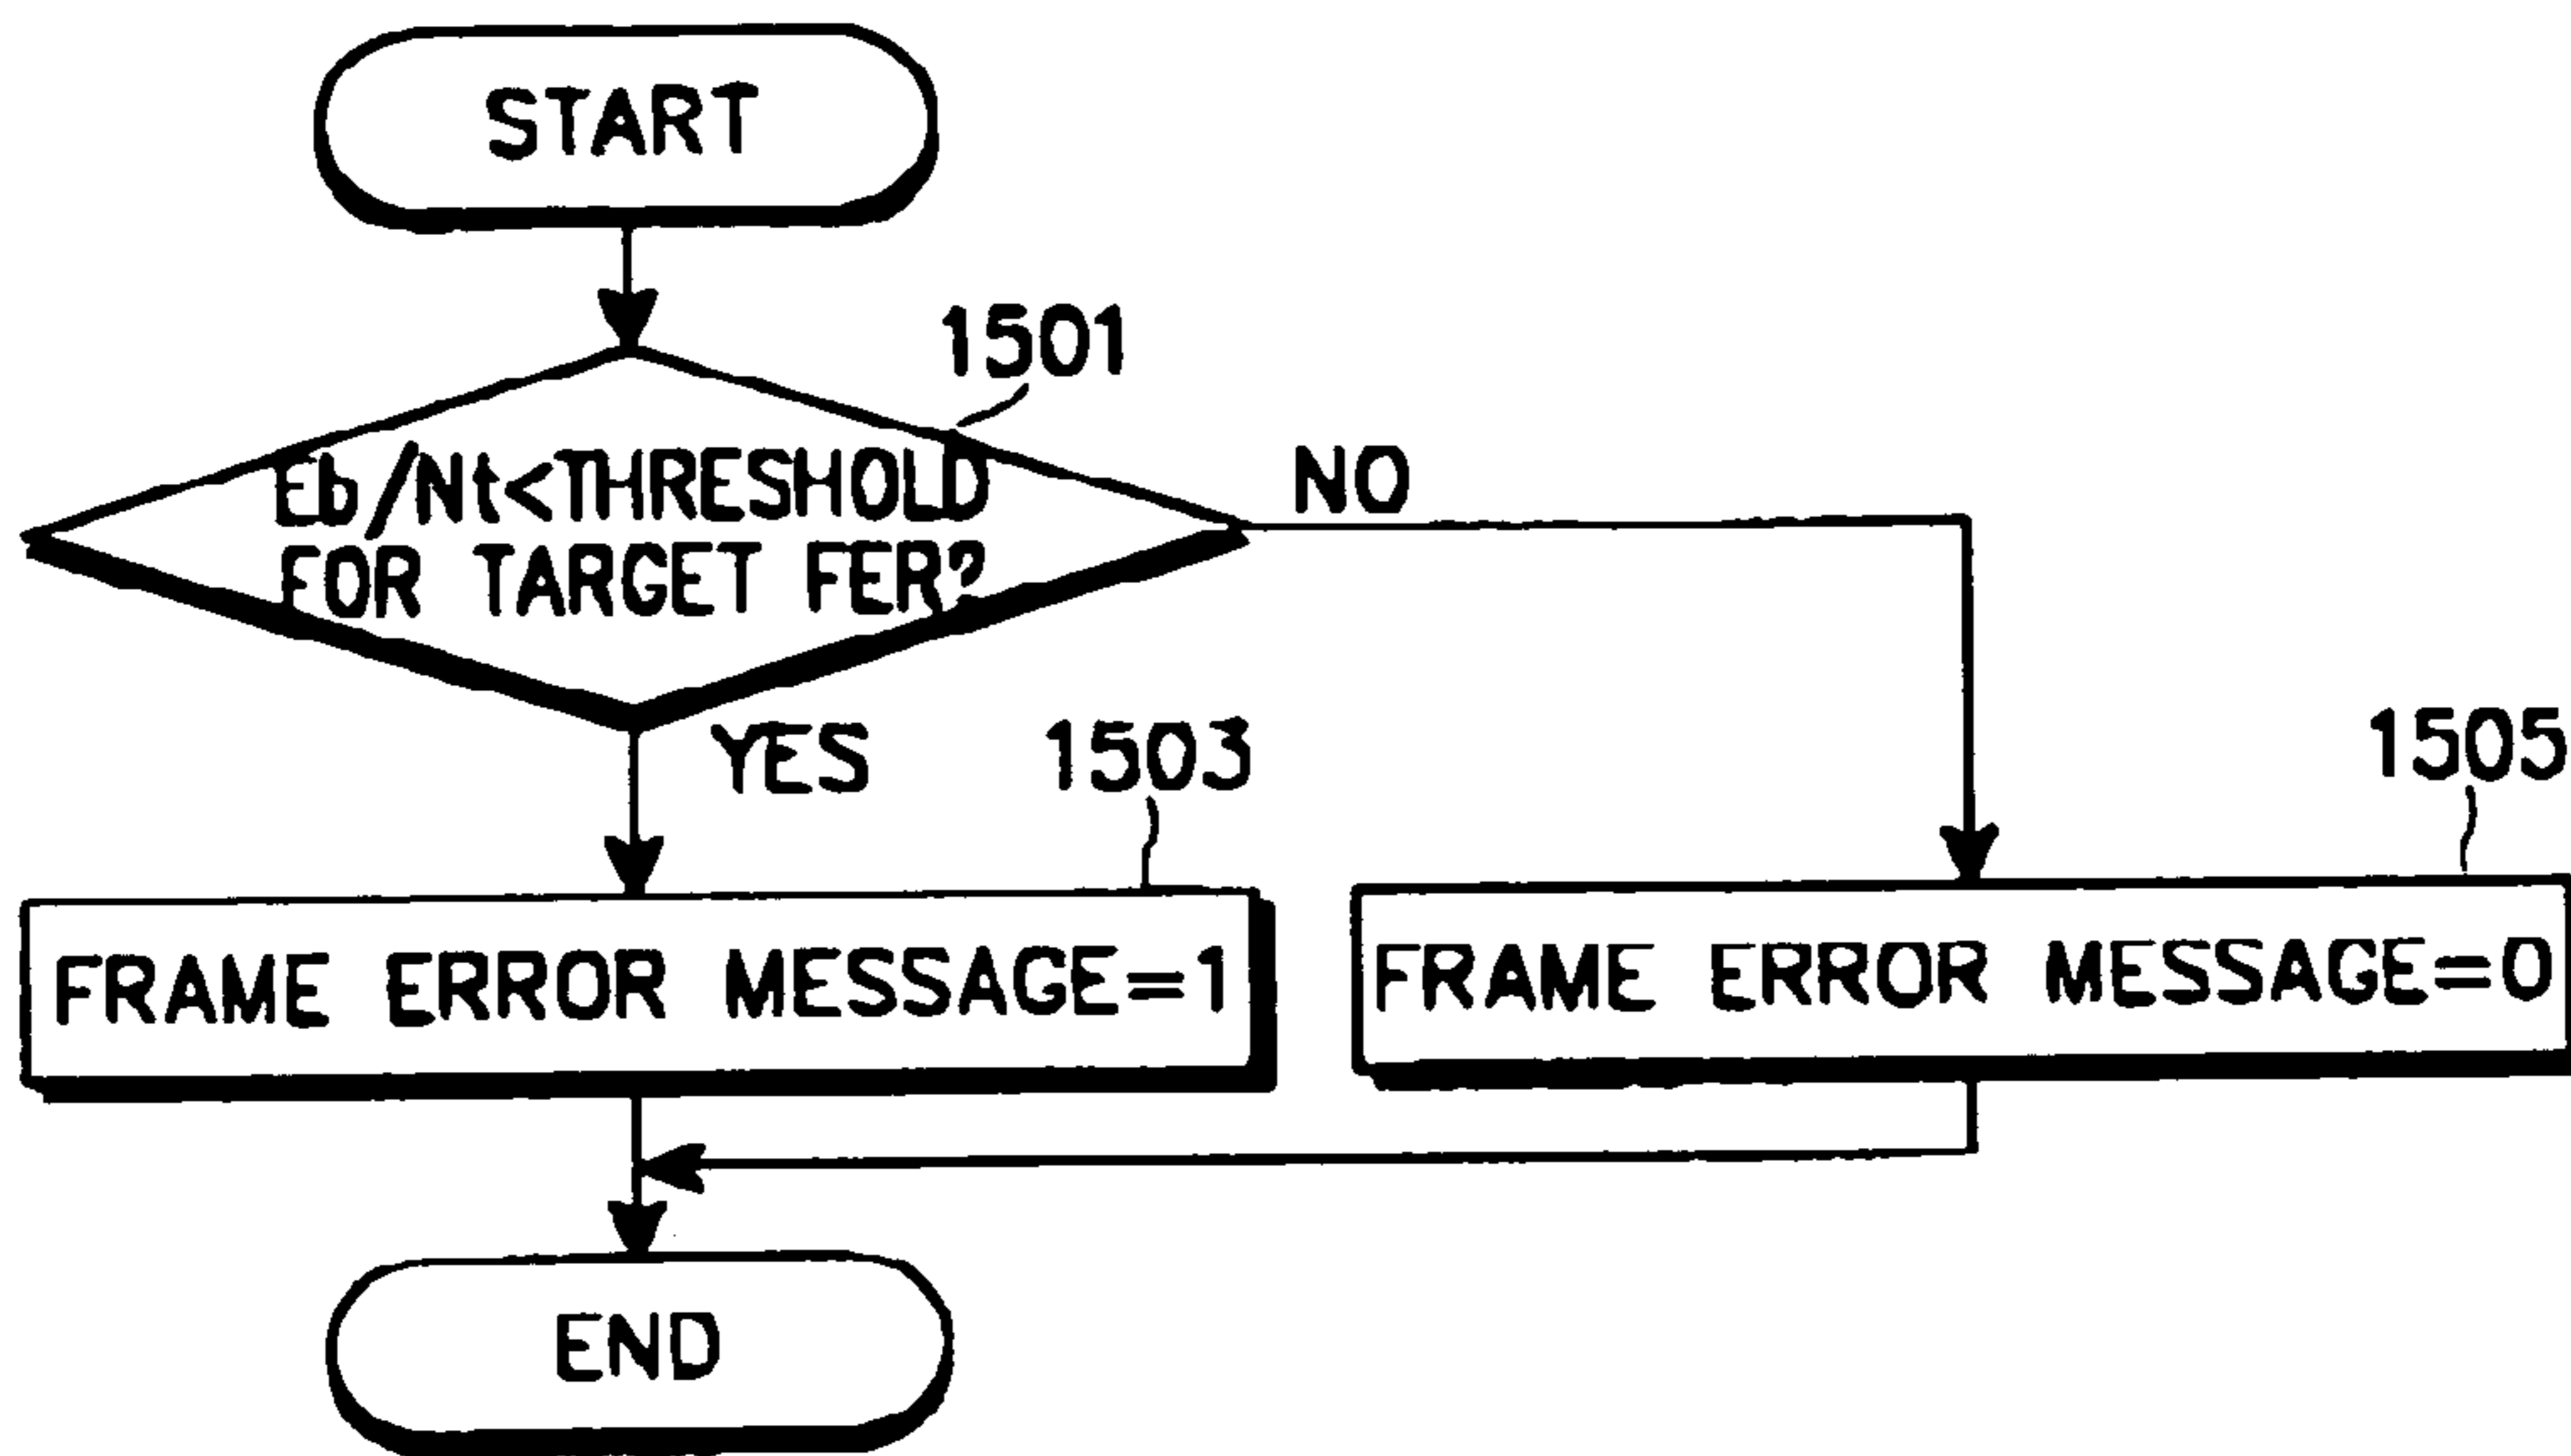 START
1501
Eb/Nt<THRESHOLD
FOR TARGET FER?
NO
YES
1503
1505
FRAME ERROR MESSAGE=1
FRAME ERROR MESSAGE=0
END